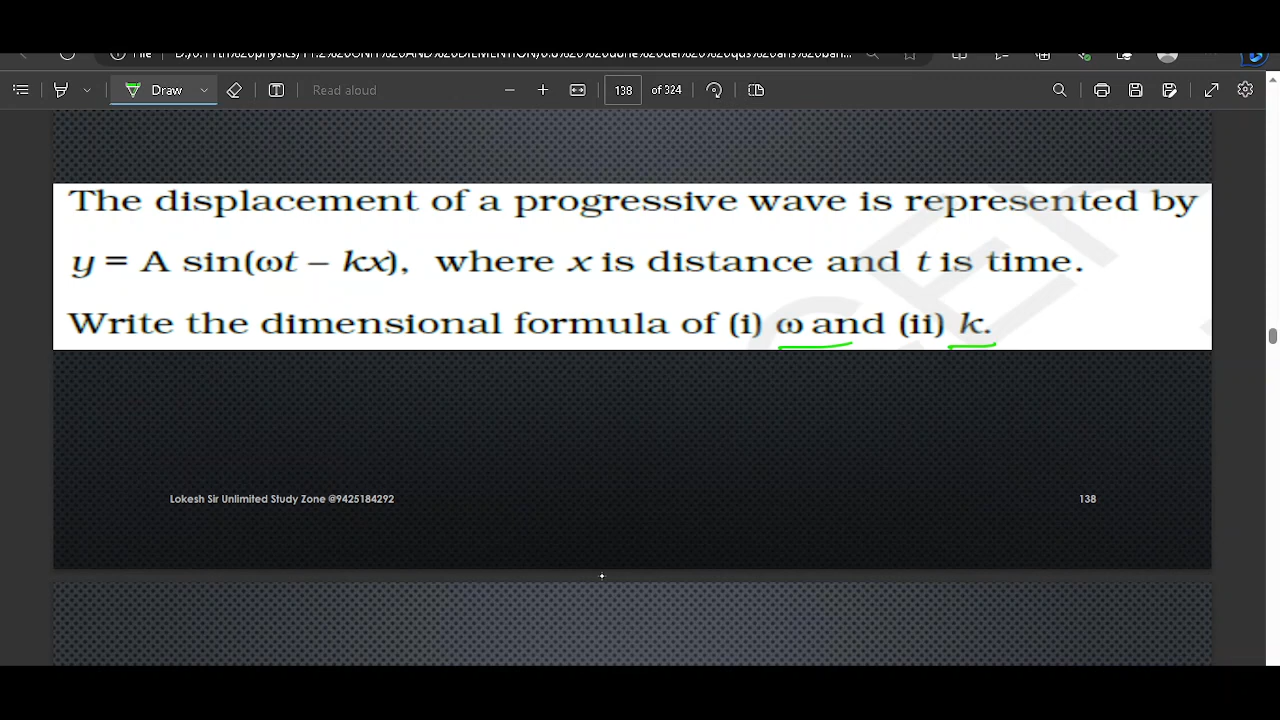 Draw
Read aloud
138 of 324
The displacement of a progressive wave is represented by
y = A sin(ωt – kx), where x is distance and t is time.
Write the dimensional formula of (i) ω and (ii) k.
Lokesh Sir Unlimited Study Zone @9425184292
138